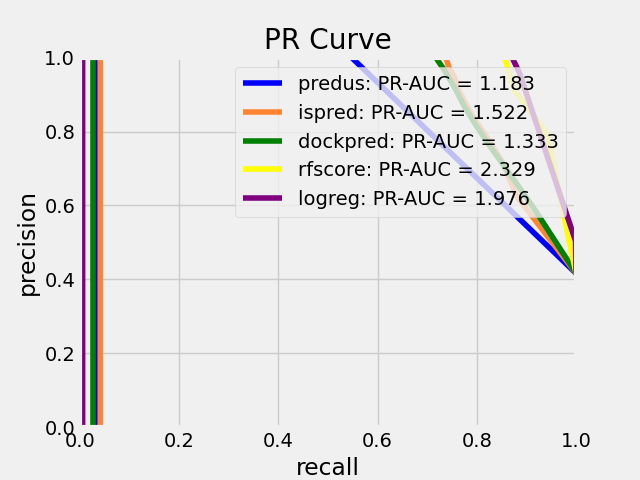 PR Curve
predus: PR-AUC = 1.183
ispred: PR-AUC = 1.522
dockpred: PR-AUC = 1.333
rfscore: PR-AUC = 2.329
logreg: PR-AUC = 1.976
precision
1.0
0.8
0.6
0.4
0.2
0.0
0.0 0.2 0.4 0.6 0.8 1.0
recall